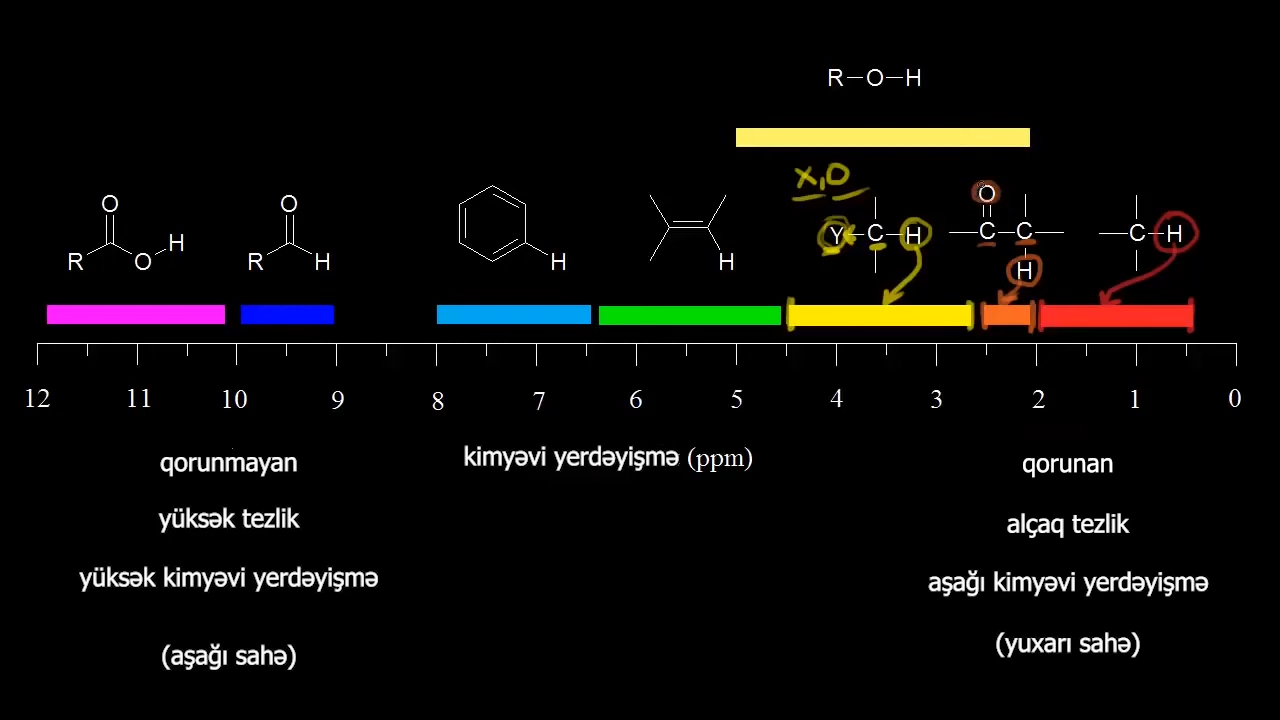 R-O-H
X,O
O
R
O
H
O
R
H
H
H
Y-C-H
O
C-C
H
C-H
12 11 10 9 8 7 6 5 4 3 2 1 0
qorunmayan
kimyəvi yerdəyişmə (ppm)
qorunan
yüksək tezlik
alçaq tezlik
yüksək kimyəvi yerdəyişmə
aşağı kimyəvi yerdəyişmə
(aşağı sahə)
(yuxarı sahə)